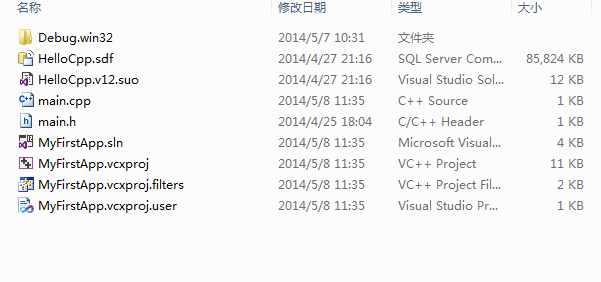 名称 修改日期 类型 大小
Debug.win32 2014/5/7 10:31 文件夹
HelloCpp.sdf 2014/4/27 21:16 SQL Server Com... 85,824 KB
HelloCpp.v12.suo 2014/4/27 21:16 Visual Studio Sol... 12 KB
main.cpp 2014/5/8 11:35 C++ Source 1 KB
main.h 2014/4/25 18:04 C/C++ Header 1 KB
MyFirstApp.sln 2014/5/8 11:35 Microsoft Visual... 4 KB
MyFirstApp.vcxproj 2014/5/8 11:35 VC++ Project 11 KB
MyFirstApp.vcxproj.filters 2014/5/8 11:35 VC++ Project Fil... 2 KB
MyFirstApp.vcxproj.user 2014/5/8 11:35 Visual Studio Pr... 1 KB